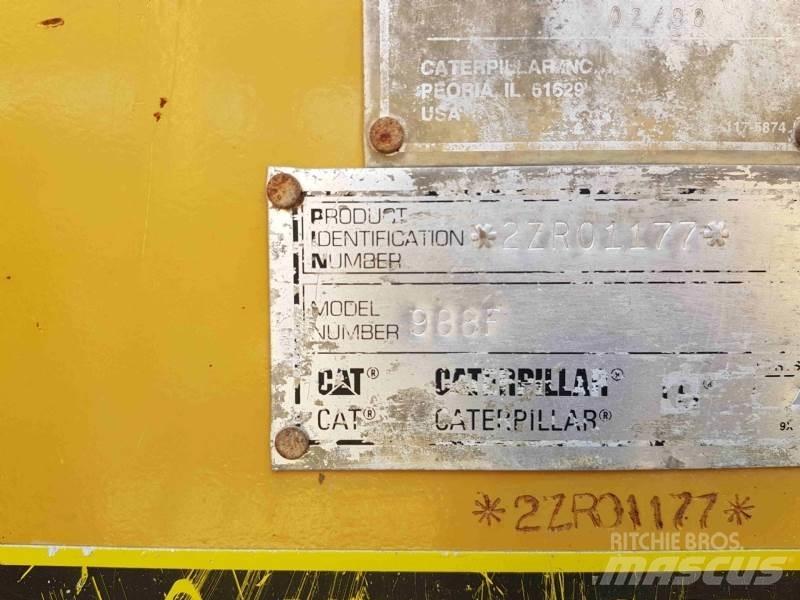 02/98
CATERPILLAR INC.
PEORIA, IL 61629
USA
117-5874
PRODUCT
IDENTIFICATION
NUMBER
*2ZR01177*
MODEL
NUMBER
988F
CAT® CATERPILLAR®
CAT® CATERPILLAR®
9X
*2ZR01177*
RITCHIE BROS.
MASCUS